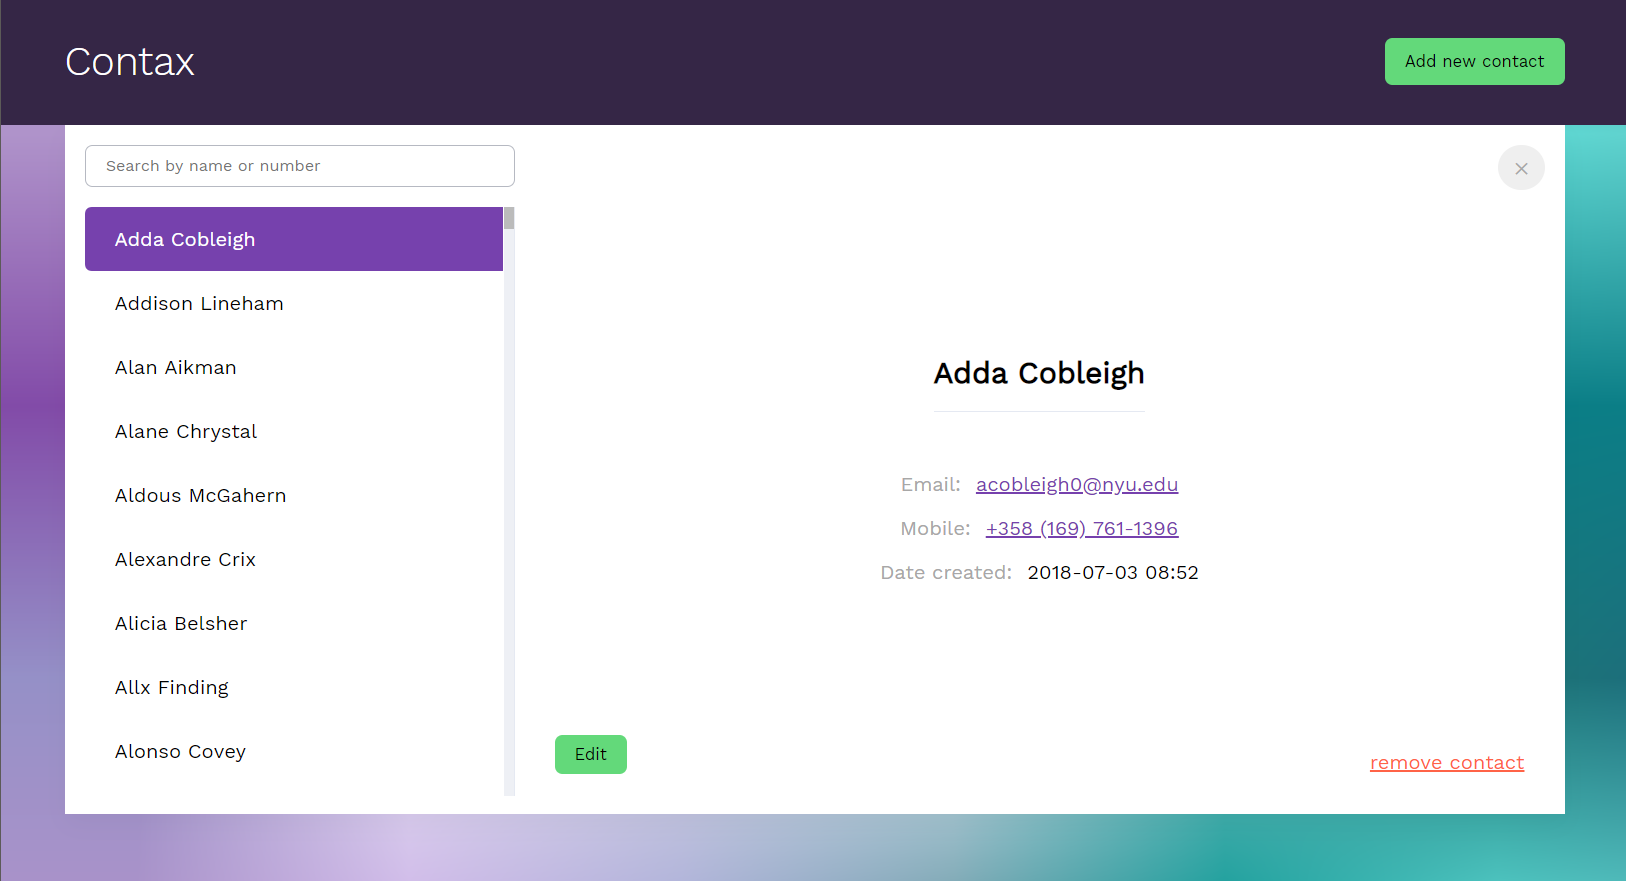 Contax
Add new contact
Search by name or number
Adda Cobleigh
Addison Lineham
Alan Aikman
Alane Chrystal
Aldous McGahern
Alexandre Crix
Alicia Belsher
Allx Finding
Alonso Covey
Adda Cobleigh
Email: acobleigh0@nyu.edu
Mobile: +358 (169) 761-1396
Date created: 2018-07-03 08:52
Edit
remove contact